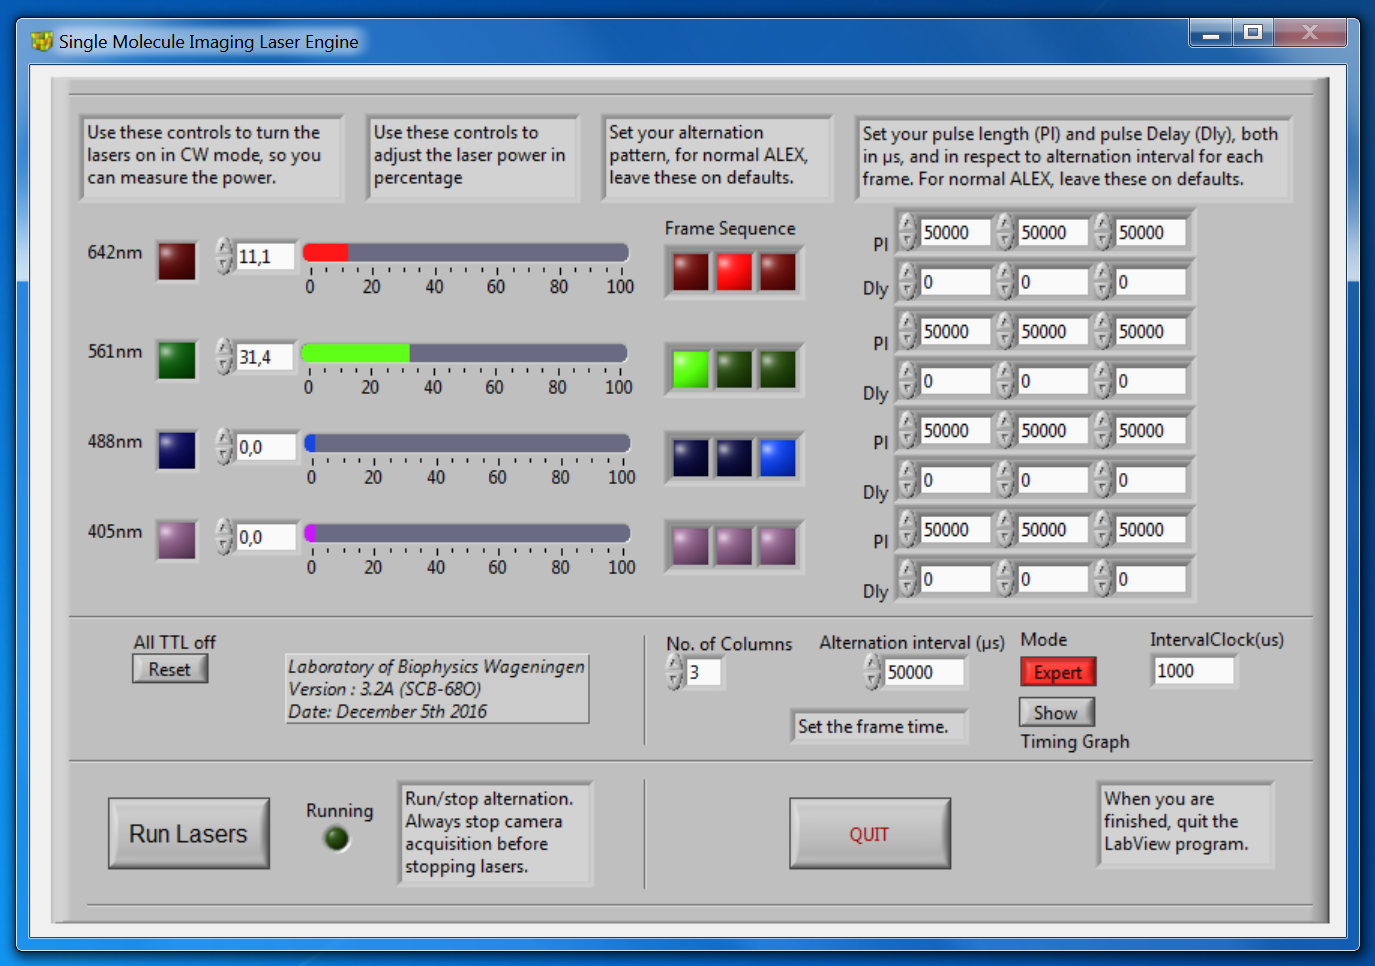 Single Molecule Imaging Laser Engine
Use these controls to turn the
lasers on in CW mode, so you
can measure the power.
Use these controls to
adjust the laser power in
percentage
Set your alternation
pattern, for normal ALEX,
leave these on defaults.
Set your pulse length (Pl) and pulse Delay (Dly), both
in µs, and in respect to alternation interval for each
frame. For normal ALEX, leave these on defaults.
Frame Sequence
642nm
11,1
0 20 40 60 80 100
Pl 50000 50000 50000
Dly 0 0 0
561nm
31,4
0 20 40 60 80 100
Pl 50000 50000 50000
Dly 0 0 0
488nm
0,0
0 20 40 60 80 100
Pl 50000 50000 50000
Dly 0 0 0
405nm
0,0
0 20 40 60 80 100
Pl 50000 50000 50000
Dly 0 0 0
All TTL off
Reset
Laboratory of Biophysics Wageningen
Version : 3.2A (SCB-68O)
Date: December 5th 2016
No. of Columns
3
Alternation interval (µs)
50000
Set the frame time.
Mode
Expert
Show
Timing Graph
IntervalClock(us)
1000
Run Lasers
Running
Run/stop alternation.
Always stop camera
acquisition before
stopping lasers.
QUIT
When you are
finished, quit the
LabView program.